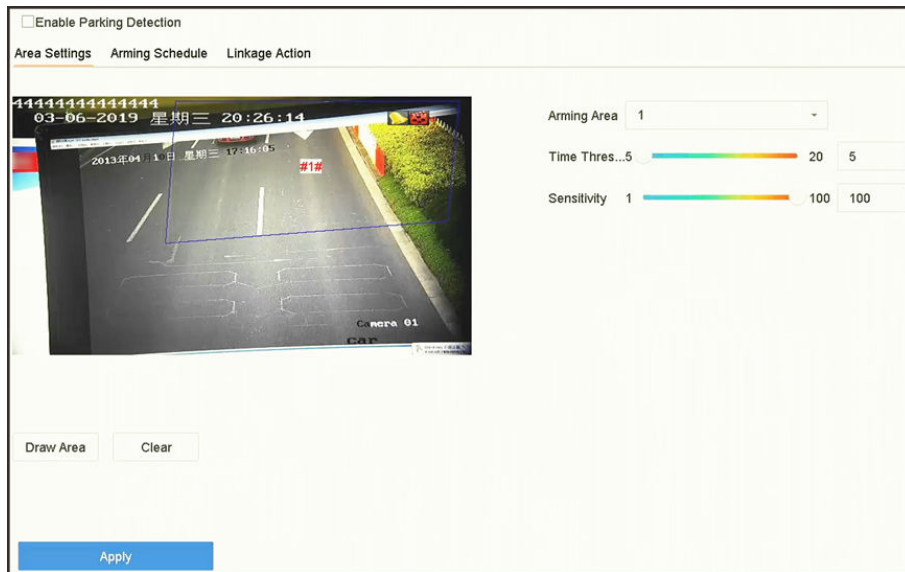 Enable Parking Detection
Area Settings Arming Schedule Linkage Action
44444444444444
03-06-2019 星期三 20:26:14
2013年04月10日 星期三 17:16:05
#1#
Camera 01
car
Arming Area 1
Time Thres...5 20 5
Sensitivity 1 100 100
Draw Area Clear
Apply